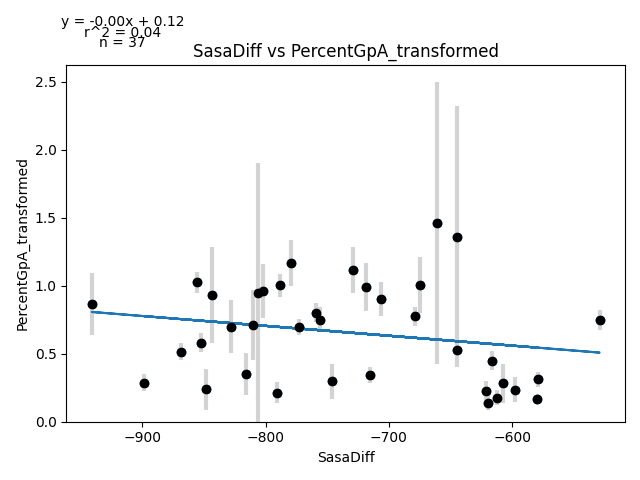 y = -0.00x + 0.12
r^2 = 0.04
n = 37
SasaDiff vs PercentGpA_transformed
2.5
2.0
1.5
1.0
0.5
0.0
PercentGpA_transformed
−900
−800
−700
−600
SasaDiff